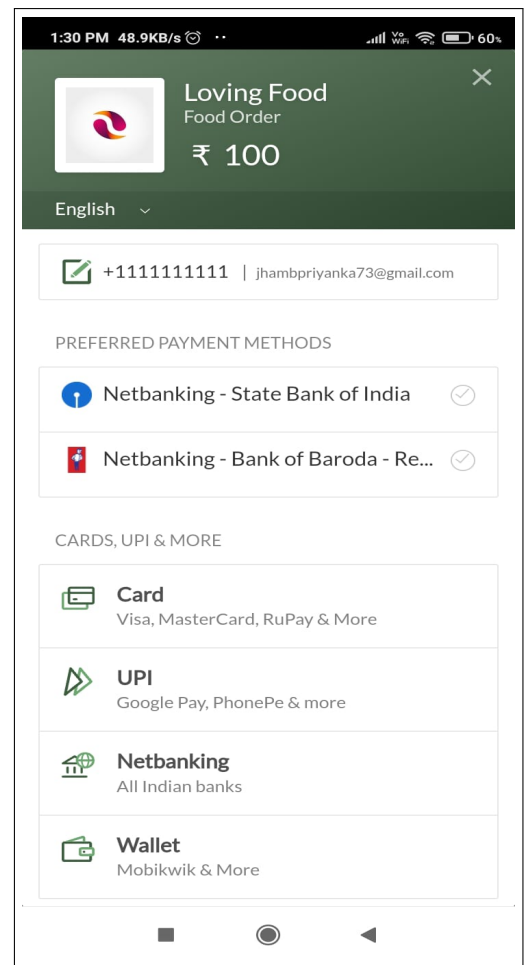 1:30 PM 48.9KB/s ··
Vo WiFi 60%
Loving Food
Food Order
₹ 100
English
+1111111111 | jhambpriyanka73@gmail.com
PREFERRED PAYMENT METHODS
Netbanking - State Bank of India
Netbanking - Bank of Baroda - Re...
CARDS, UPI & MORE
Card
Visa, MasterCard, RuPay & More
UPI
Google Pay, PhonePe & more
Netbanking
All Indian banks
Wallet
Mobikwik & More